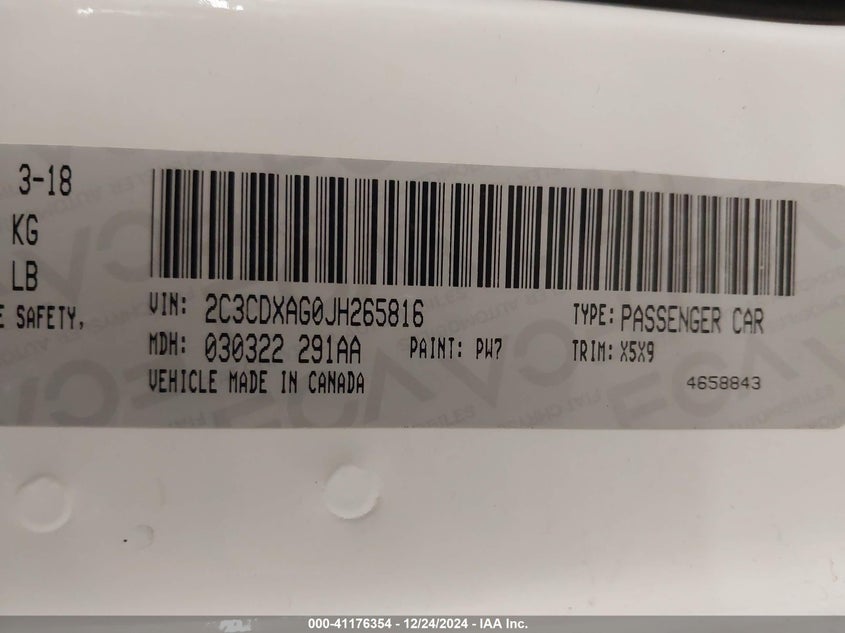 3-18
KG
LB
E SAFETY,
VIN: 2C3CDXAG0JH265816 TYPE: PASSENGER CAR
MDH: 030322 291AA PAINT: PW7 TRIM: X5X9
VEHICLE MADE IN CANADA 4658843
000-41176354 - 12/24/2024 - IAA Inc.